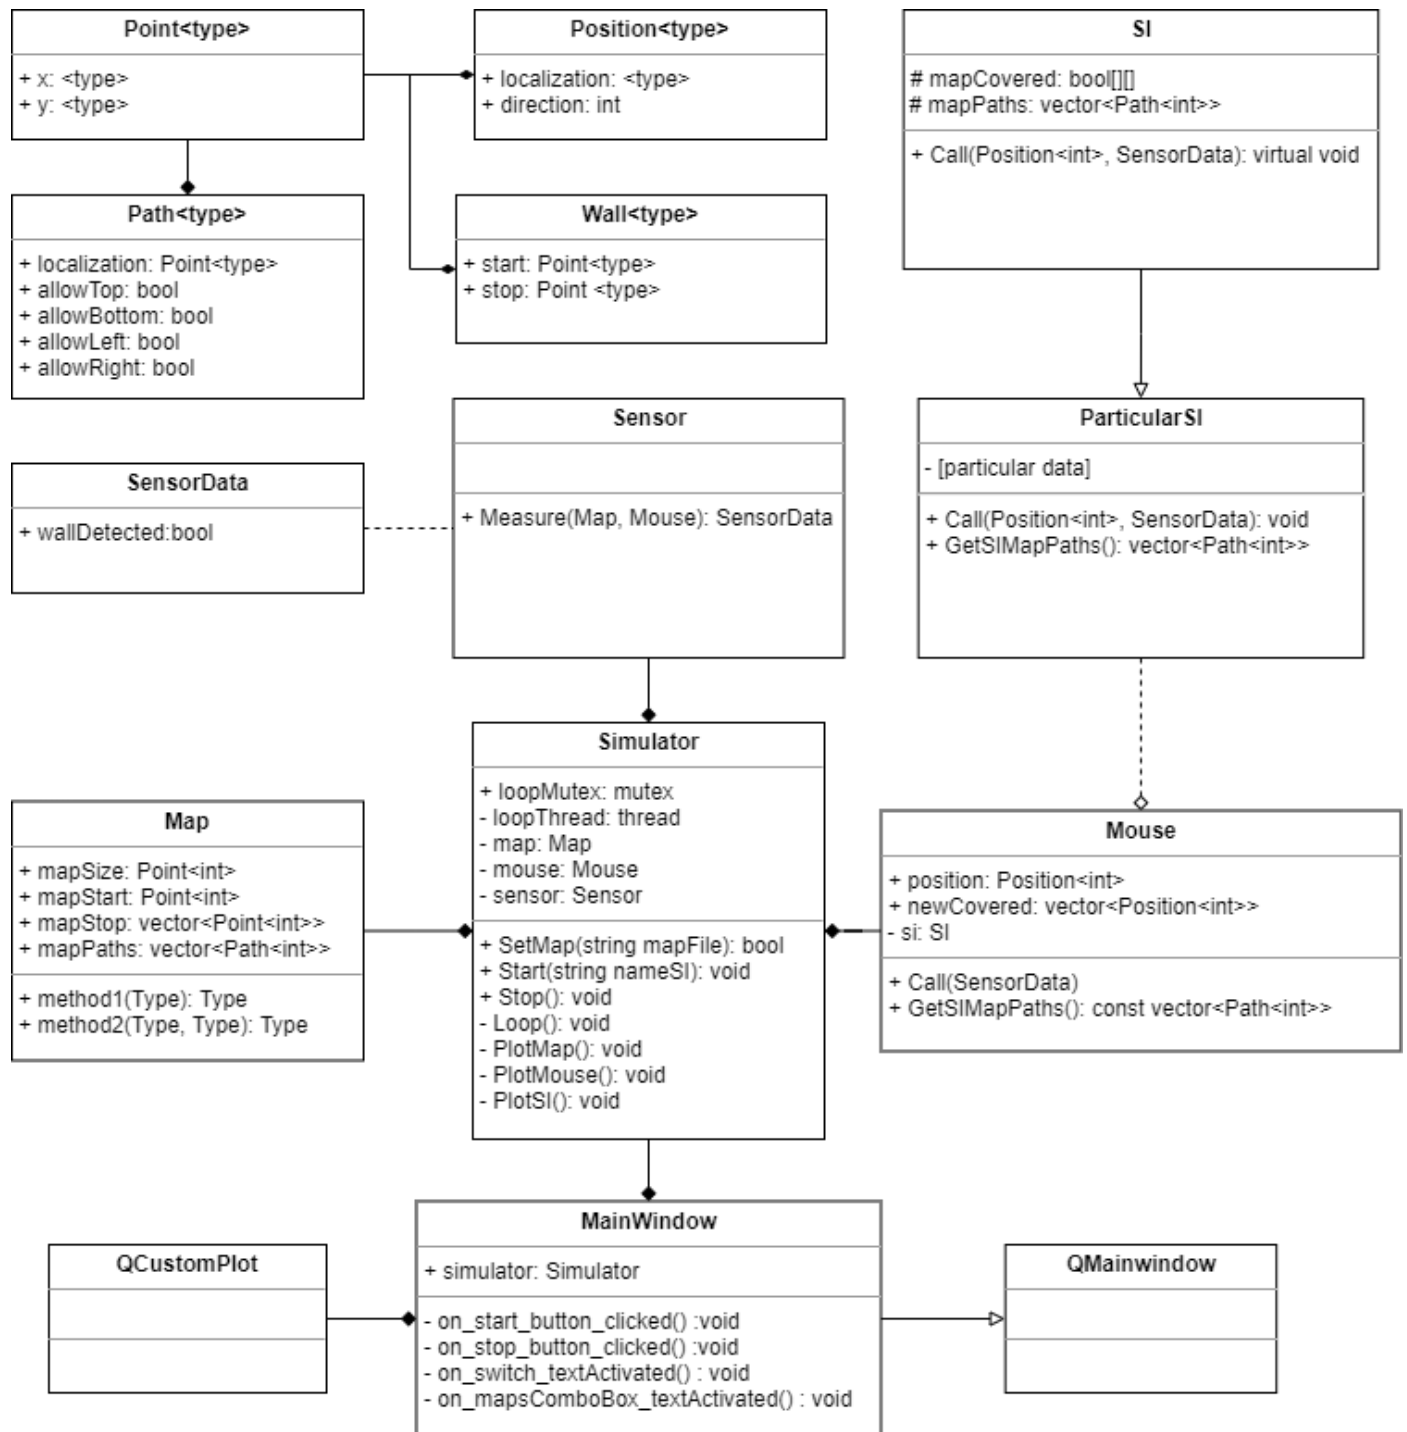 Point<type>
+ x: <type>
+ y: <type>
Position<type>
+ localization: <type>
+ direction: int
SI
# mapCovered: bool[][]
# mapPaths: vector<Path<int>>
+ Call(Position<int>, SensorData): virtual void
Path<type>
+ localization: Point<type>
+ allowTop: bool
+ allowBottom: bool
+ allowLeft: bool
+ allowRight: bool
Wall<type>
+ start: Point<type>
+ stop: Point <type>
Sensor
+ Measure(Map, Mouse): SensorData
ParticularSI
- [particular data]
+ Call(Position<int>, SensorData): void
+ GetSIMapPaths(): vector<Path<int>>
SensorData
+ wallDetected:bool
Simulator
+ loopMutex: mutex
- loopThread: thread
- map: Map
- mouse: Mouse
- sensor: Sensor
+ SetMap(string mapFile): bool
+ Start(string nameSI): void
+ Stop(): void
- Loop(): void
- PlotMap(): void
- PlotMouse(): void
- PlotSI(): void
Map
+ mapSize: Point<int>
+ mapStart: Point<int>
+ mapStop: vector<Point<int>>
+ mapPaths: vector<Path<int>>
+ method1(Type): Type
+ method2(Type, Type): Type
Mouse
+ position: Position<int>
+ newCovered: vector<Position<int>>
- si: SI
+ Call(SensorData)
+ GetSIMapPaths(): const vector<Path<int>>
MainWindow
+ simulator: Simulator
- on_start_button_clicked() :void
- on_stop_button_clicked() :void
- on_switch_textActivated() : void
- on_mapsComboBox_textActivated() : void
QCustomPlot
QMainwindow